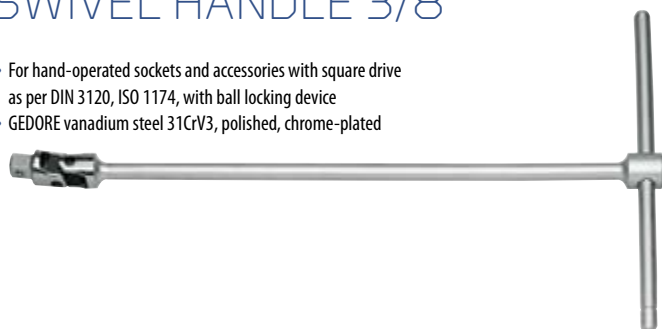 SWIVEL HANDLE 3/8
• For hand-operated sockets and accessories with square drive
as per DIN 3120, ISO 1174, with ball locking device
• GEDORE vanadium steel 31CrV3, polished, chrome-plated